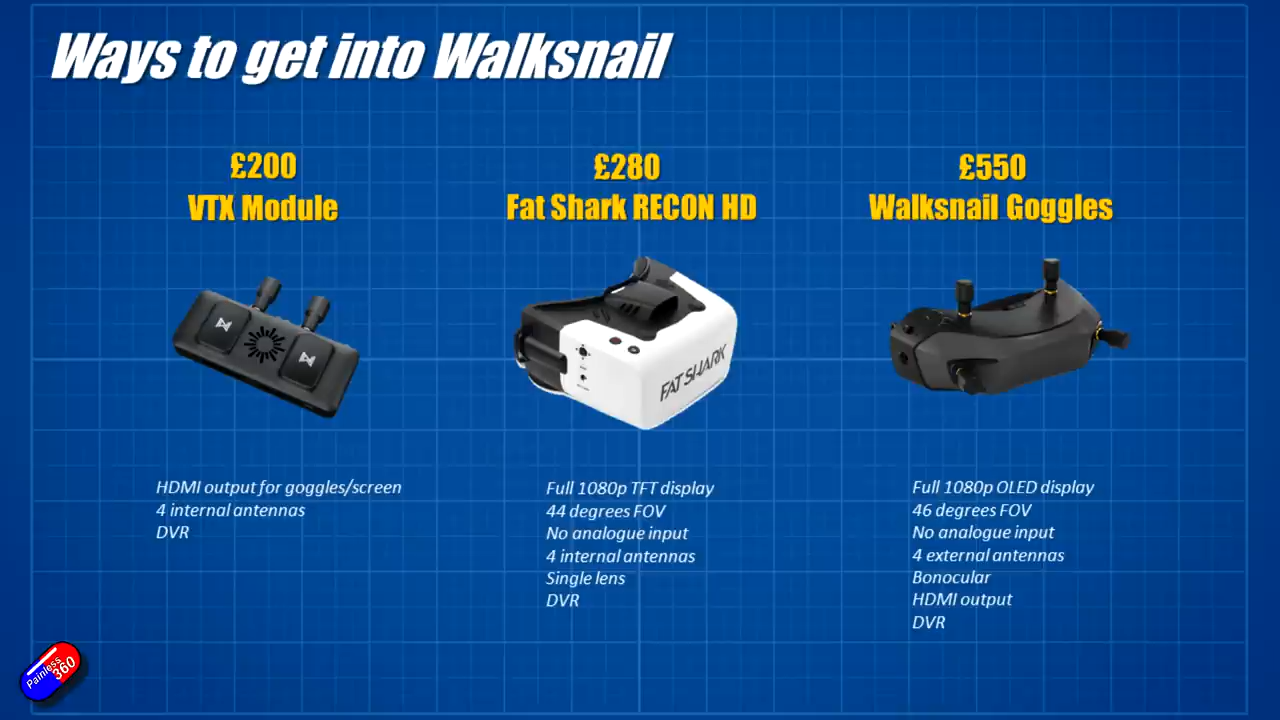 Ways to get into Walksnail
£200
VTX Module
£280
Fat Shark RECON HD
£550
Walksnail Goggles
FAT SHARK
HDMI output for goggles/screen
4 internal antennas
DVR
Full 1080p TFT display
44 degrees FOV
No analogue input
4 internal antennas
Single lens
DVR
Full 1080p OLED display
46 degrees FOV
No analogue input
4 external antennas
Bonocular
HDMI output
DVR
Painless
360